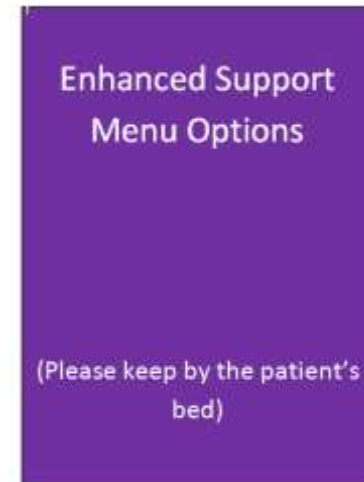 Enhanced Support
Menu Options
(Please keep by the patient's
bed)